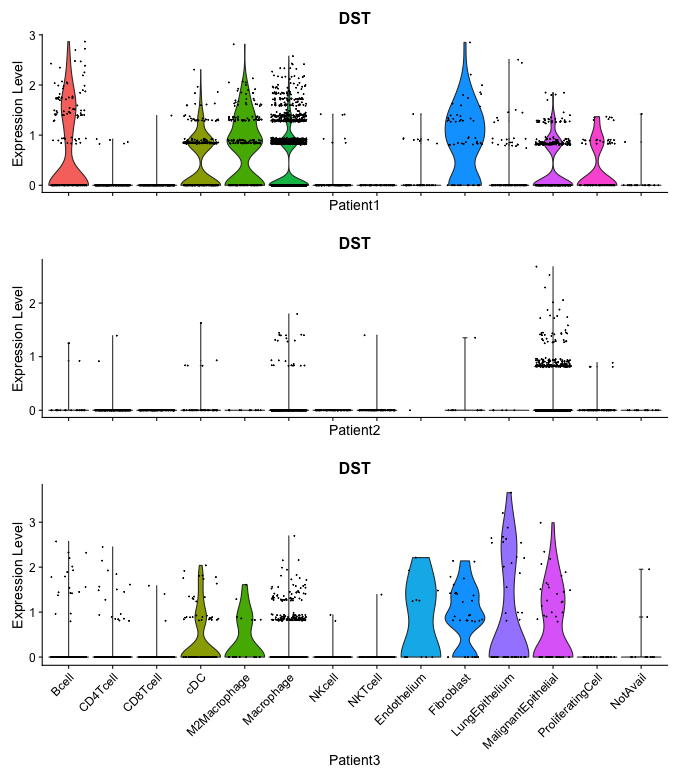 DST
Expression Level
3
2
1
0
Patient1
DST
Expression Level
2
1
0
Patient2
DST
Expression Level
3
2
1
0
Bcell
CD4Tcell
CD8Tcell
cDC
M2Macrophage
Macrophage
NKcell
NKTcell
Endothelium
Fibroblast
LungEpithelium
MalignantEpithelial
ProliferatingCell
NotAvail
Patient3